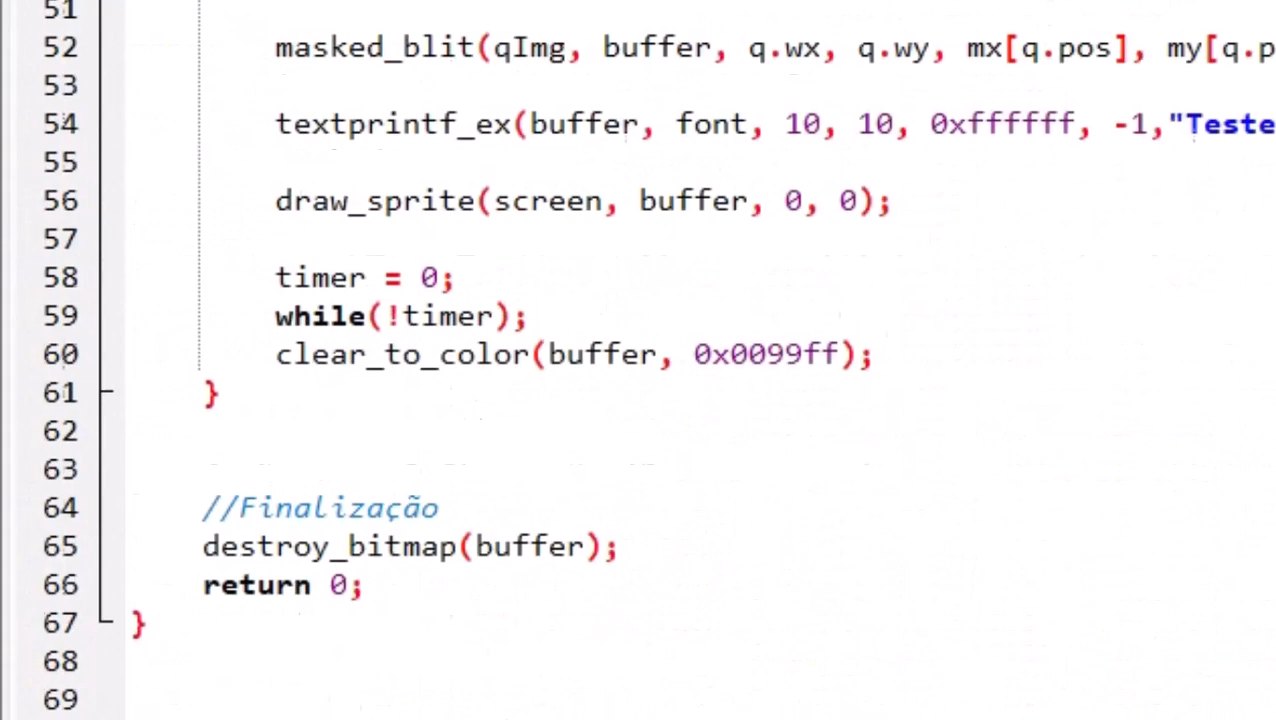 51
52 masked_blit(qImg, buffer, q.wx, q.wy, mx[q.pos], my[q.p
53
54 textprintf_ex(buffer, font, 10, 10, 0xffffff, -1,"Teste
55
56 draw_sprite(screen, buffer, 0, 0);
57
58 timer = 0;
59 while(!timer);
60 clear_to_color(buffer, 0x0099ff);
61 }
62
63
64 //Finalização
65 destroy_bitmap(buffer);
66 return 0;
67 }
68
69